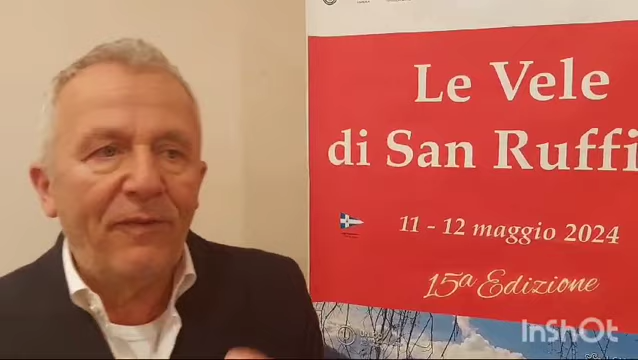 Le Vele
di San Ruffi
11 - 12 maggio 2024
15ª Edizione
InShOt